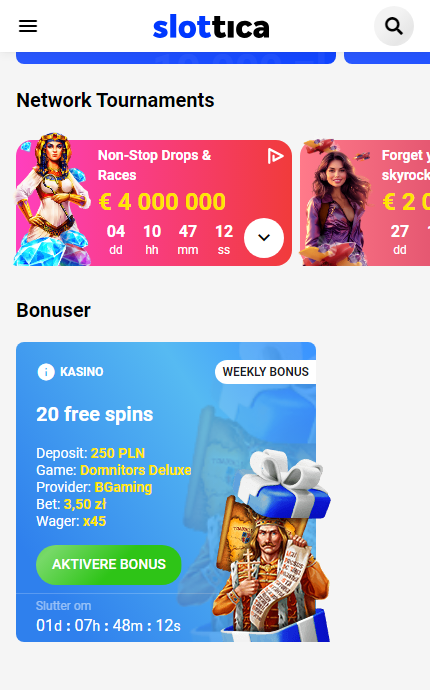 slottica
Network Tournaments
Non-Stop Drops &
Races
€ 4 000 000
04 10 47 12
dd hh mm ss
Forget y
skyrock
€ 2 0
27
dd
Bonuser
KASINO
WEEKLY BONUS
20 free spins
Deposit: 250 PLN
Game: Domnitors Deluxe
Provider: BGaming
Bet: 3,50 zł
Wager: x45
AKTIVERE BONUS
Slutter om
01d : 07h : 48m : 12s